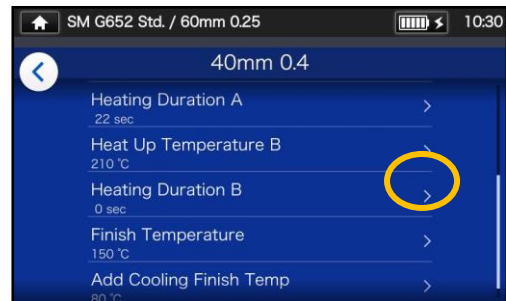 SM G652 Std. / 60mm 0.25 10:30
40mm 0.4
Heating Duration A
22 sec
Heat Up Temperature B
210 °C
Heating Duration B
0 sec
Finish Temperature
150 °C
Add Cooling Finish Temp
80 °C